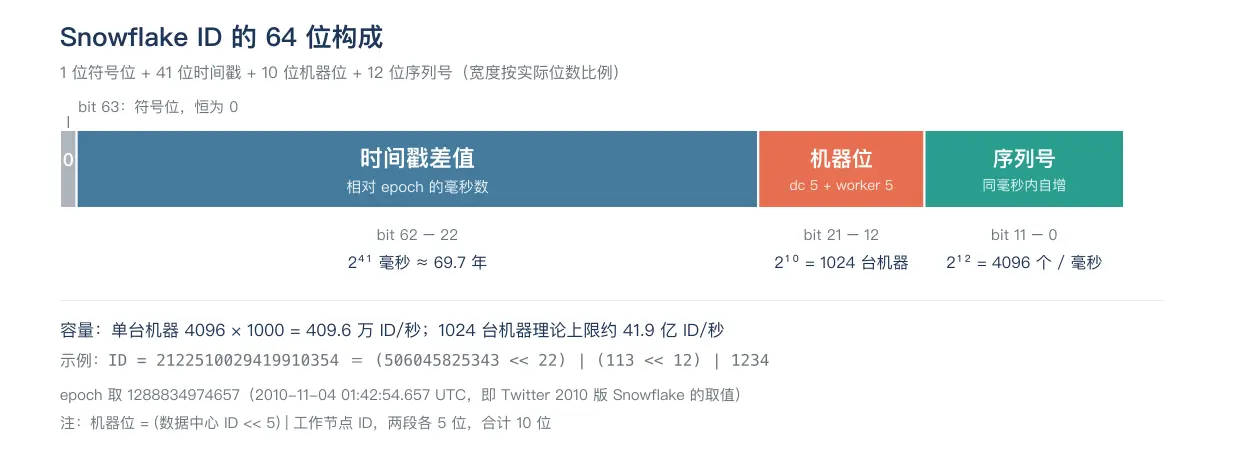 Snowflake ID 的 64 位构成
1 位符号位 + 41 位时间戳 + 10 位机器位 + 12 位序列号（宽度按实际位数比例）
bit 63：符号位，恒为 0
0
时间戳差值
相对 epoch 的毫秒数
机器位
dc 5 + worker 5
序列号
同毫秒内自增
bit 62 – 22
2⁴¹ 毫秒 ≈ 69.7 年
bit 21 – 12
2¹⁰ = 1024 台机器
bit 11 – 0
2¹² = 4096 个 / 毫秒
容量：单台机器 4096 × 1000 = 409.6 万 ID/秒；1024 台机器理论上限约 41.9 亿 ID/秒
示例：ID = 2122510029419910354 = (506045825343 << 22) | (113 << 12) | 1234
epoch 取 1288834974657（2010-11-04 01:42:54.657 UTC，即 Twitter 2010 版 Snowflake 的取值）
注：机器位 = (数据中心 ID << 5) | 工作节点 ID，两段各 5 位，合计 10 位